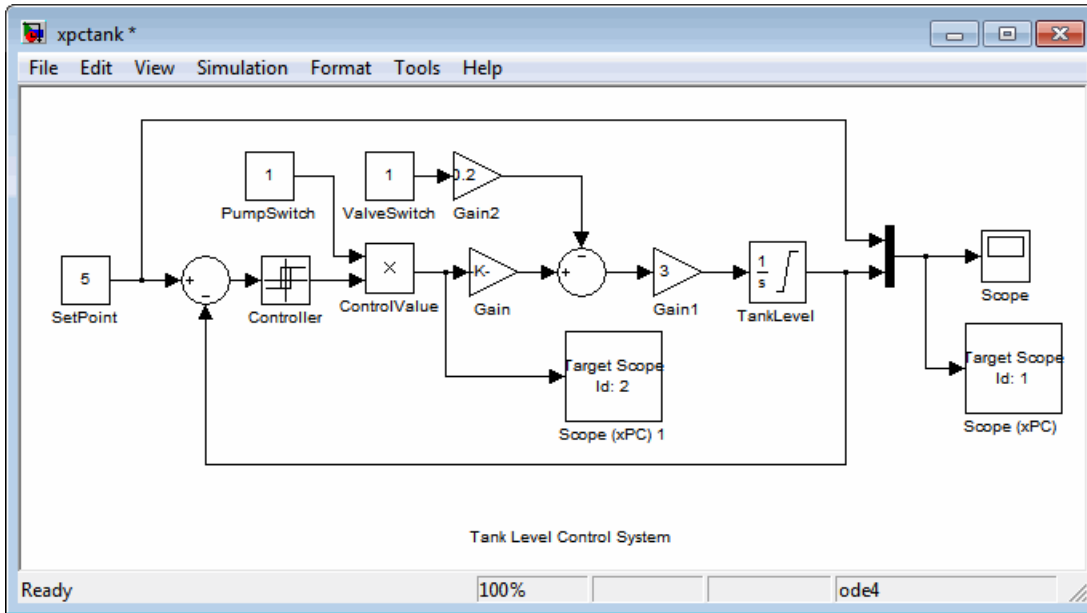 xpctank *
File Edit View Simulation Format Tools Help
1
PumpSwitch
1
ValveSwitch
0.2
Gain2
5
SetPoint
+
−
Controller
×
ControlValue
K-
Gain
+
−
3
Gain1
1
s
TankLevel
Scope
Target Scope
Id: 2
Scope (xPC) 1
Target Scope
Id: 1
Scope (xPC)
Tank Level Control System
Ready 100% ode4